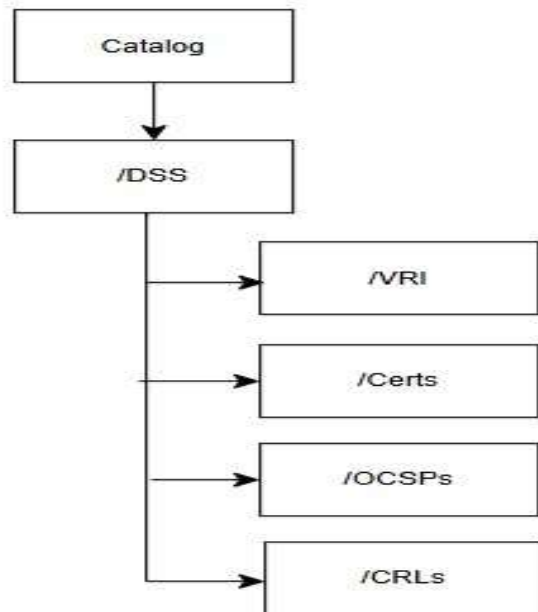 Catalog
/DSS
/VRI
/Certs
/OCSPs
/CRLs